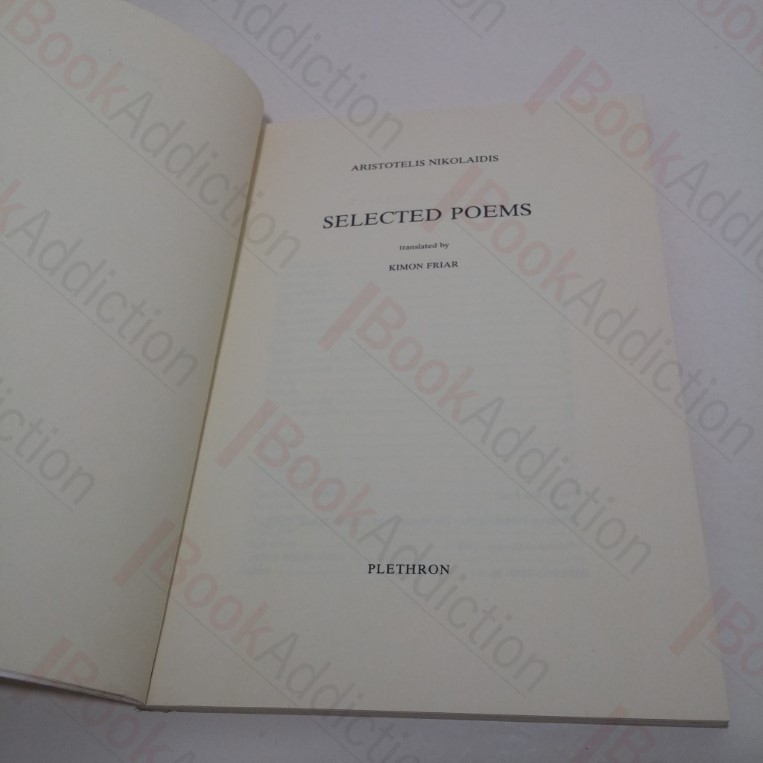 ARISTOTELIS NIKOLAIDIS
SELECTED POEMS
translated by
KIMON FRIAR
PLETHRON
BookAddiction